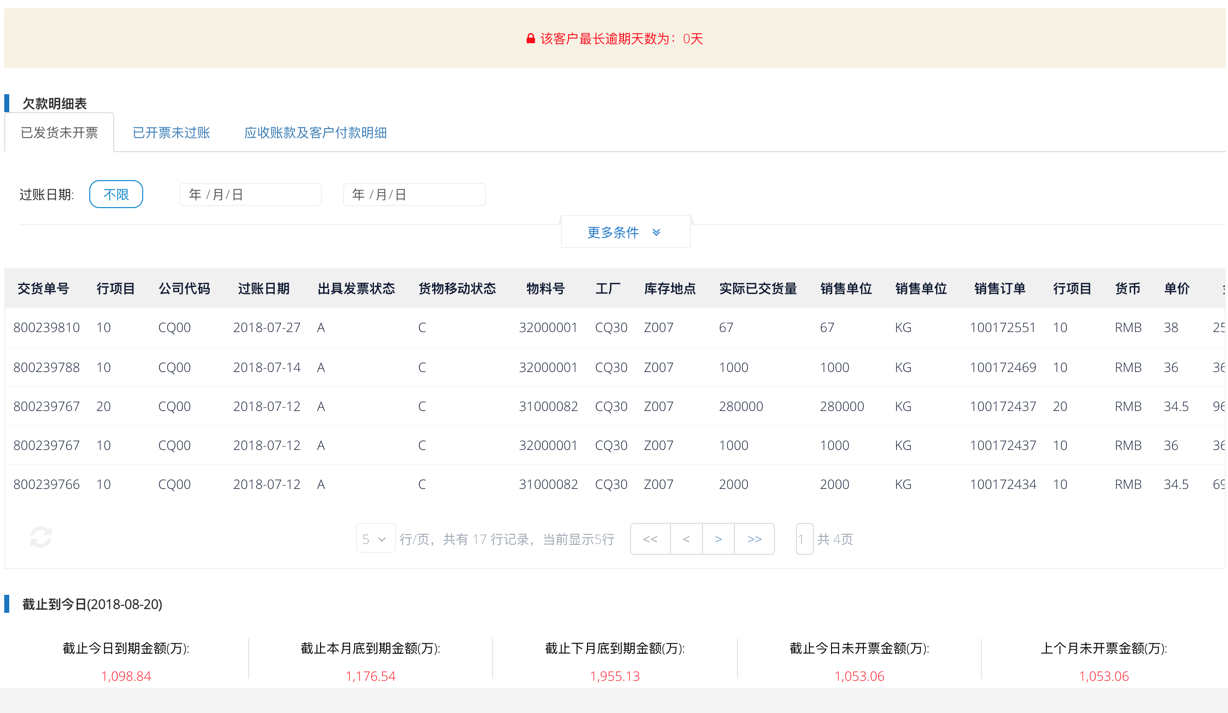 该客户最长逾期天数为：0天
欠款明细表
已发货未开票 已开票未过账 应收账款及客户付款明细
过账日期: 不限 年 /月/日 年 /月/日
更多条件
交货单号 行项目 公司代码 过账日期 出具发票状态 货物移动状态 物料号 工厂 库存地点 实际已交货量 销售单位 销售单位 销售订单 行项目 货币 单价
800239810 10 CQ00 2018-07-27 A C 32000001 CQ30 Z007 67 67 KG 100172551 10 RMB 38 25
800239788 10 CQ00 2018-07-14 A C 32000001 CQ30 Z007 1000 1000 KG 100172469 10 RMB 36 36
800239767 20 CQ00 2018-07-12 A C 31000082 CQ30 Z007 280000 280000 KG 100172437 20 RMB 34.5 96
800239767 10 CQ00 2018-07-12 A C 32000001 CQ30 Z007 1000 1000 KG 100172437 10 RMB 36 36
800239766 10 CQ00 2018-07-12 A C 31000082 CQ30 Z007 2000 2000 KG 100172434 10 RMB 34.5 69
5 行/页，共有 17 行记录，当前显示5行 << < > >> 1 共 4页
截止到今日(2018-08-20)
截止今日到期金额(万): 截止本月底到期金额(万): 截止下月底到期金额(万): 截止今日未开票金额(万): 上个月未开票金额(万):
1,098.84 1,176.54 1,955.13 1,053.06 1,053.06